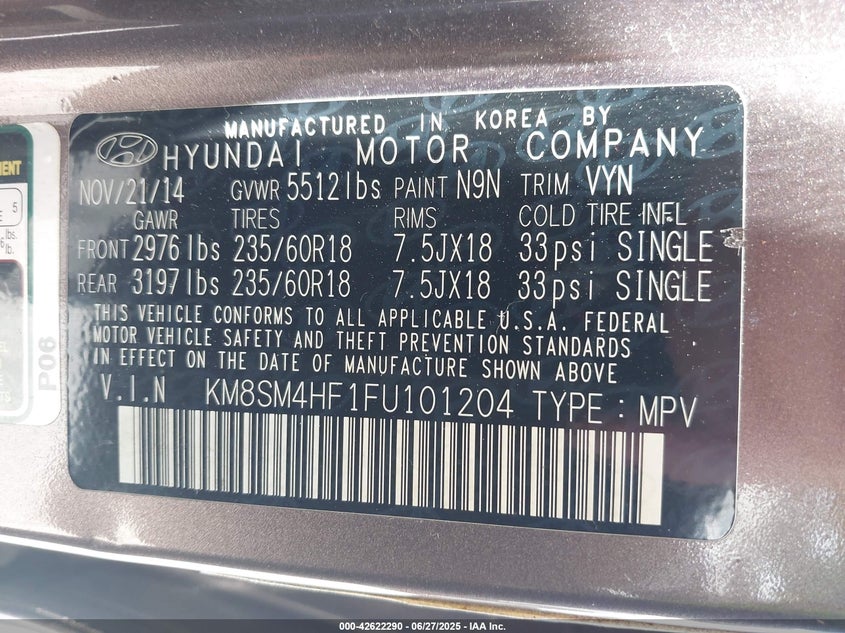 MANUFACTURED IN KOREA BY
HYUNDAI MOTOR COMPANY
NOV/21/14 GVWR 5512lbs PAINT N9N TRIM VYN
GAWR TIRES RIMS COLD TIRE INFL
FRONT 2976lbs 235/60R18 7.5JX18 33psi SINGLE
REAR 3197lbs 235/60R18 7.5JX18 33psi SINGLE
THIS VEHICLE CONFORMS TO ALL APPLICABLE U.S.A. FEDERAL
MOTOR VEHICLE SAFETY AND THEFT PREVENTION STANDARDS
IN EFFECT ON THE DATE OF MANUFACTURE SHOWN ABOVE
V.I.N KM8SM4HF1FU101204 TYPE : MPV
5
lbs.
lb.
P06
000-42622290 - 06/27/2025 - IAA Inc.